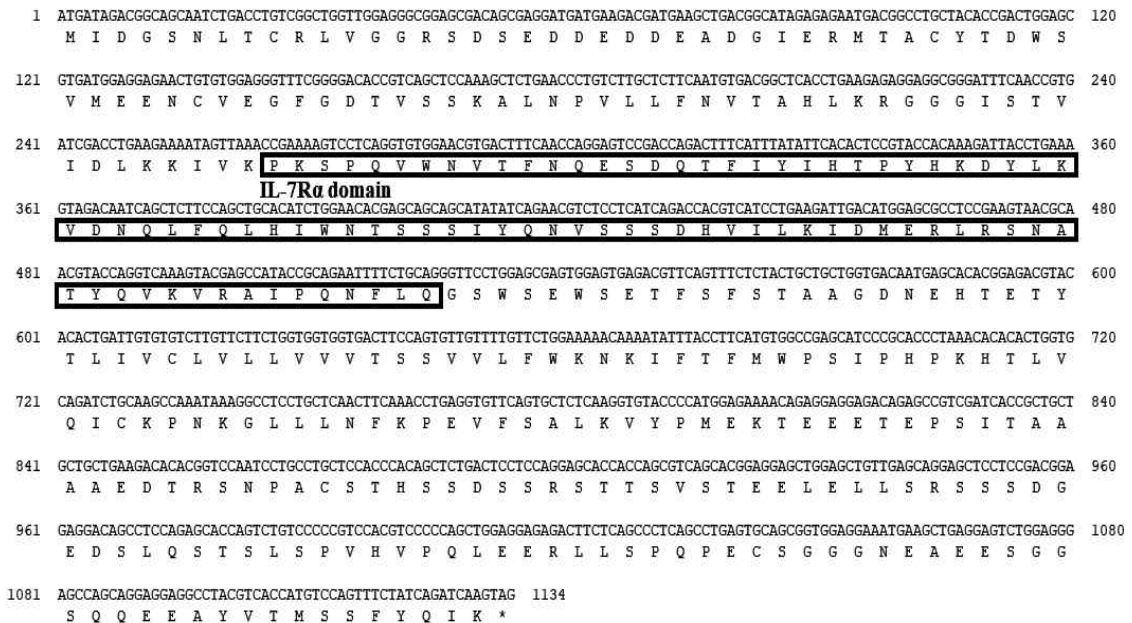 1 ATGATAGACGGCAGCAATCTGACCTGTCGGCTGGTTGGAGGGCGGAGCGACAGCGAGGATGATGAAGACGATGAAGCTGACGGCATAGAGAGAATGACGGCCTGCTACACCGACTGGAGC 120
M I D G S N L T C R L V G G R S D S E D D E D D E A D G I E R M T A C Y T D W S
121 GTGATGGAGGAGAACTGTGTGGAGGGTTTCGGGGACACCGTCAGCTCCAAAGCTCTGAACCCTGTCTTGCTCTTCAATGTGACGGCTCACCTGAAGAGAGGAGGCGGGATTTCAACCGTG 240
V M E E N C V E G F G D T V S S K A L N P V L L F N V T A H L K R G G G I S T V
241 ATCGACCTGAAGAAAATAGTTAAACCGAAAAGTCCTCAGGTGTGGAACGTGACTTTCAACCAGGAGTCCGACCAGACTTTCATTTATATTCACACTCCGTACCACAAAGATTACCTGAAA 360
I D L K K I V K P K S P Q V W N V T F N Q E S D Q T F I Y I H T P Y H K D Y L K
IL-7Rα domain
361 GTAGACAATCAGCTCTTCCAGCTGCACATCTGGAACACGAGCAGCAGCATATATCAGAACGTCTCCTCATCAGACCACGTCATCCTGAAGATTGACATGGAGCGCCTCCGAAGTAACGCA 480
V D N Q L F Q L H I W N T S S S I Y Q N V S S S D H V I L K I D M E R L R S N A
481 ACGTACCAGGTCAAAGTACGAGCCATACCGCAGAATTTTCTGCAGGGTTCCTGGAGCGAGTGGAGTGAGACGTTCAGTTTCTCTACTGCTGCTGGTGACAATGAGCACACGGAGACGTAC 600
T Y Q V K V R A I P Q N F L Q G S W S E W S E T F S F S T A A G D N E H T E T Y
601 ACACTGATTGTGTGTCTTGTTCTTCTGGTGGTGGTGACTTCCAGTGTTGTTTTGTTCTGGAAAAACAAAATATTTACCTTCATGTGGCCGAGCATCCCGCACCCTAAACACACACTGGTG 720
T L I V C L V L L V V V T S S V V L F W K N K I F T F M W P S I P H P K H T L V
721 CAGATCTGCAAGCCAAATAAAGGCCTCCTGCTCAACTTCAAACCTGAGGTGTTCAGTGCTCTCAAGGTGTACCCCATGGAGAAAACAGAGGAGGAGACAGAGCCGTCGATCACCGCTGCT 840
Q I C K P N K G L L L N F K P E V F S A L K V Y P M E K T E E E T E P S I T A A
841 GCTGCTGAAGACACACGGTCCAATCCTGCCTGCTCCACCCACAGCTCTGACTCCTCCAGGAGCACCACCAGCGTCAGCACGGAGGAGCTGGAGCTGTTGAGCAGGAGCTCCTCCGACGGA 960
A A E D T R S N P A C S T H S S D S S R S T T S V S T E E L E L L S R S S S D G
961 GAGGACAGCCTCCAGAGCACCAGTCTGTCCCCCGTCCACGTCCCCCAGCTGGAGGAGAGACTTCTCAGCCCTCAGCCTGAGTGCAGCGGTGGAGGAAATGAAGCTGAGGAGTCTGGAGGG 1080
E D S L Q S T S L S P V H V P Q L E E R L L S P Q P E C S G G G N E A E E S G G
1081 AGCCAGCAGGAGGAGGCCTACGTCACCATGTCCAGTTTCTATCAGATCAAGTAG 1134
S Q Q E E A Y V T M S S F Y Q I K *